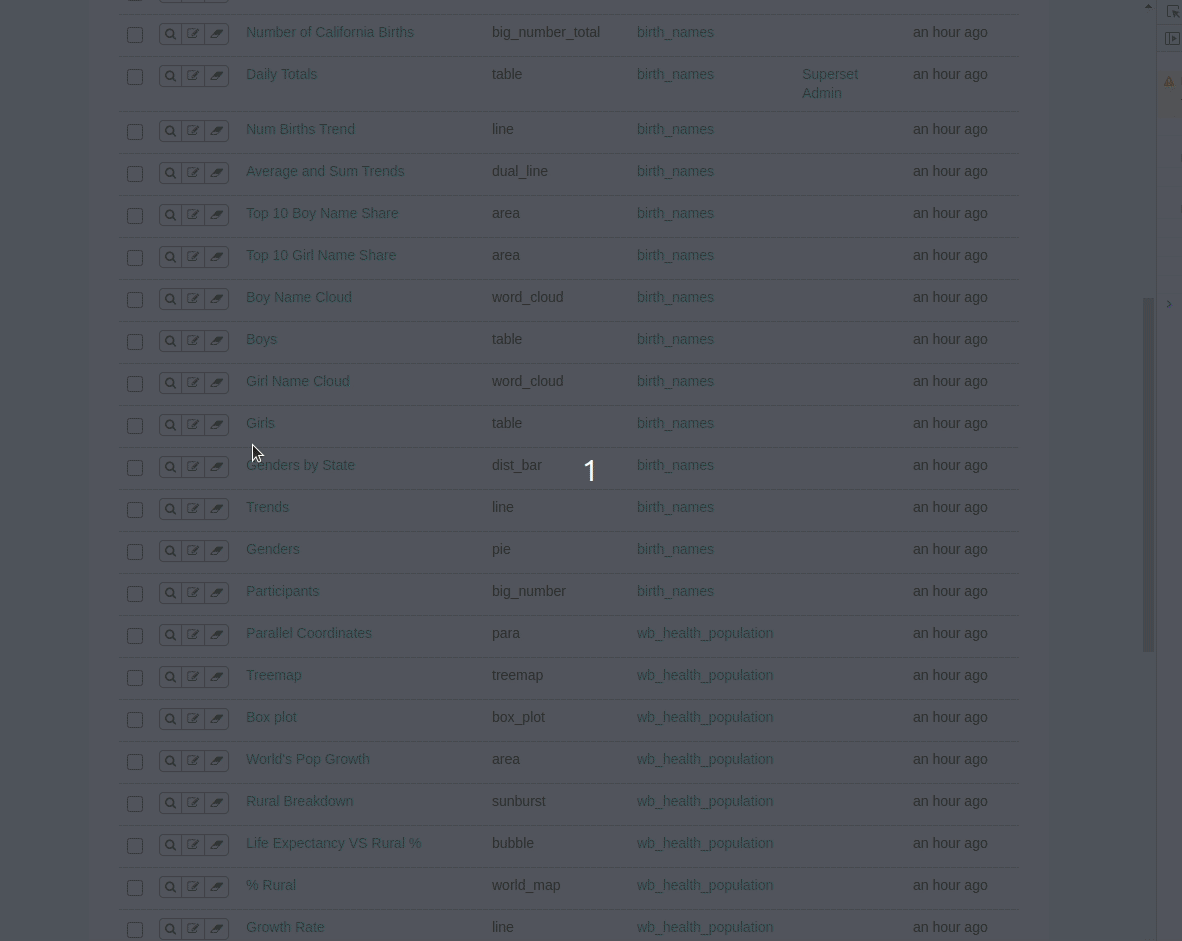 Number of California Births big_number_total birth_names an hour ago
Daily Totals table birth_names Superset Admin an hour ago
Num Births Trend line birth_names an hour ago
Average and Sum Trends dual_line birth_names an hour ago
Top 10 Boy Name Share area birth_names an hour ago
Top 10 Girl Name Share area birth_names an hour ago
Boy Name Cloud word_cloud birth_names an hour ago
Boys table birth_names an hour ago
Girl Name Cloud word_cloud birth_names an hour ago
Girls table birth_names an hour ago
Genders by State dist_bar 1 birth_names an hour ago
Trends line birth_names an hour ago
Genders pie birth_names an hour ago
Participants big_number birth_names an hour ago
Parallel Coordinates para wb_health_population an hour ago
Treemap treemap wb_health_population an hour ago
Box plot box_plot wb_health_population an hour ago
World's Pop Growth area wb_health_population an hour ago
Rural Breakdown sunburst wb_health_population an hour ago
Life Expectancy VS Rural % bubble wb_health_population an hour ago
% Rural world_map wb_health_population an hour ago
Growth Rate line wb_health_population an hour ago